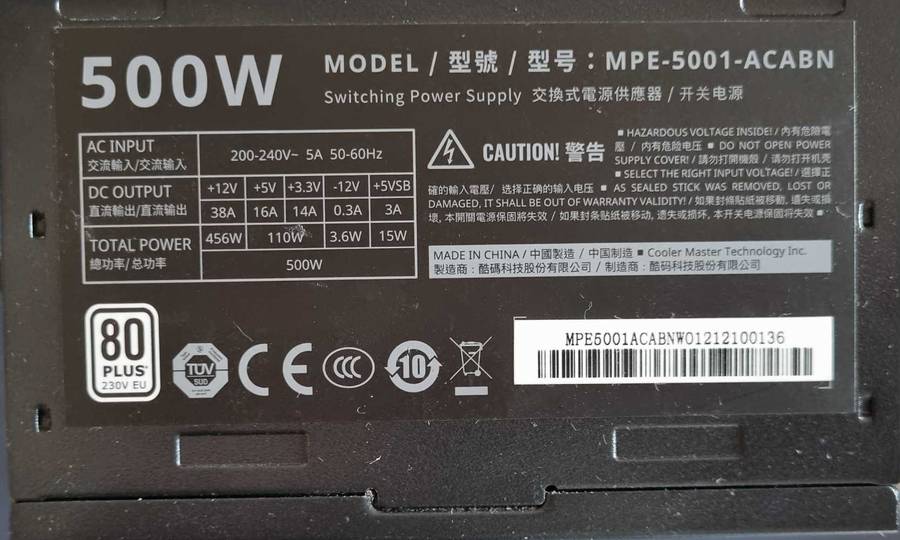 500W
MODEL / 型號 / 型号：MPE-5001-ACABN
Switching Power Supply 交換式電源供應器 / 开关电源
AC INPUT 200-240V~ 5A 50-60Hz
交流輸入/交流输入
DC OUTPUT +12V +5V +3.3V -12V +5VSB
直流輸出/直流输出 38A 16A 14A 0.3A 3A
TOTAL POWER 456W 110W 3.6W 15W
總功率/总功率 500W
CAUTION! 警告
■ HAZARDOUS VOLTAGE INSIDE! / 內有危險電
壓 / 内有危险电压 ■ DO NOT OPEN POWER
SUPPLY COVER! / 請勿打開機殼 / 请勿打开机壳
■ SELECT THE RIGHT INPUT VOLTAGE! / 選擇正
確的輸入電壓/ 选择正确的输入电压 ■ AS SEALED STICK WAS REMOVED, LOST OR
DAMAGED, IT SHALL BE OUT OF WARRANTY VALIDITY! / 如果封條貼紙被移動, 遺失或損
壞, 本開關電源保固將失效 / 如果封条贴纸被移动, 遗失或损坏, 本开关电源保固将失效 ■
MADE IN CHINA / 中國製造 / 中国制造 ■ Cooler Master Technology Inc.
製造商：酷碼科技股份有限公司 / 制造商：酷码科技股份有限公司
80
PLUS
230V EU
TÜV
SUD
CE
CCC
10
MPE5001ACABNW01212100136